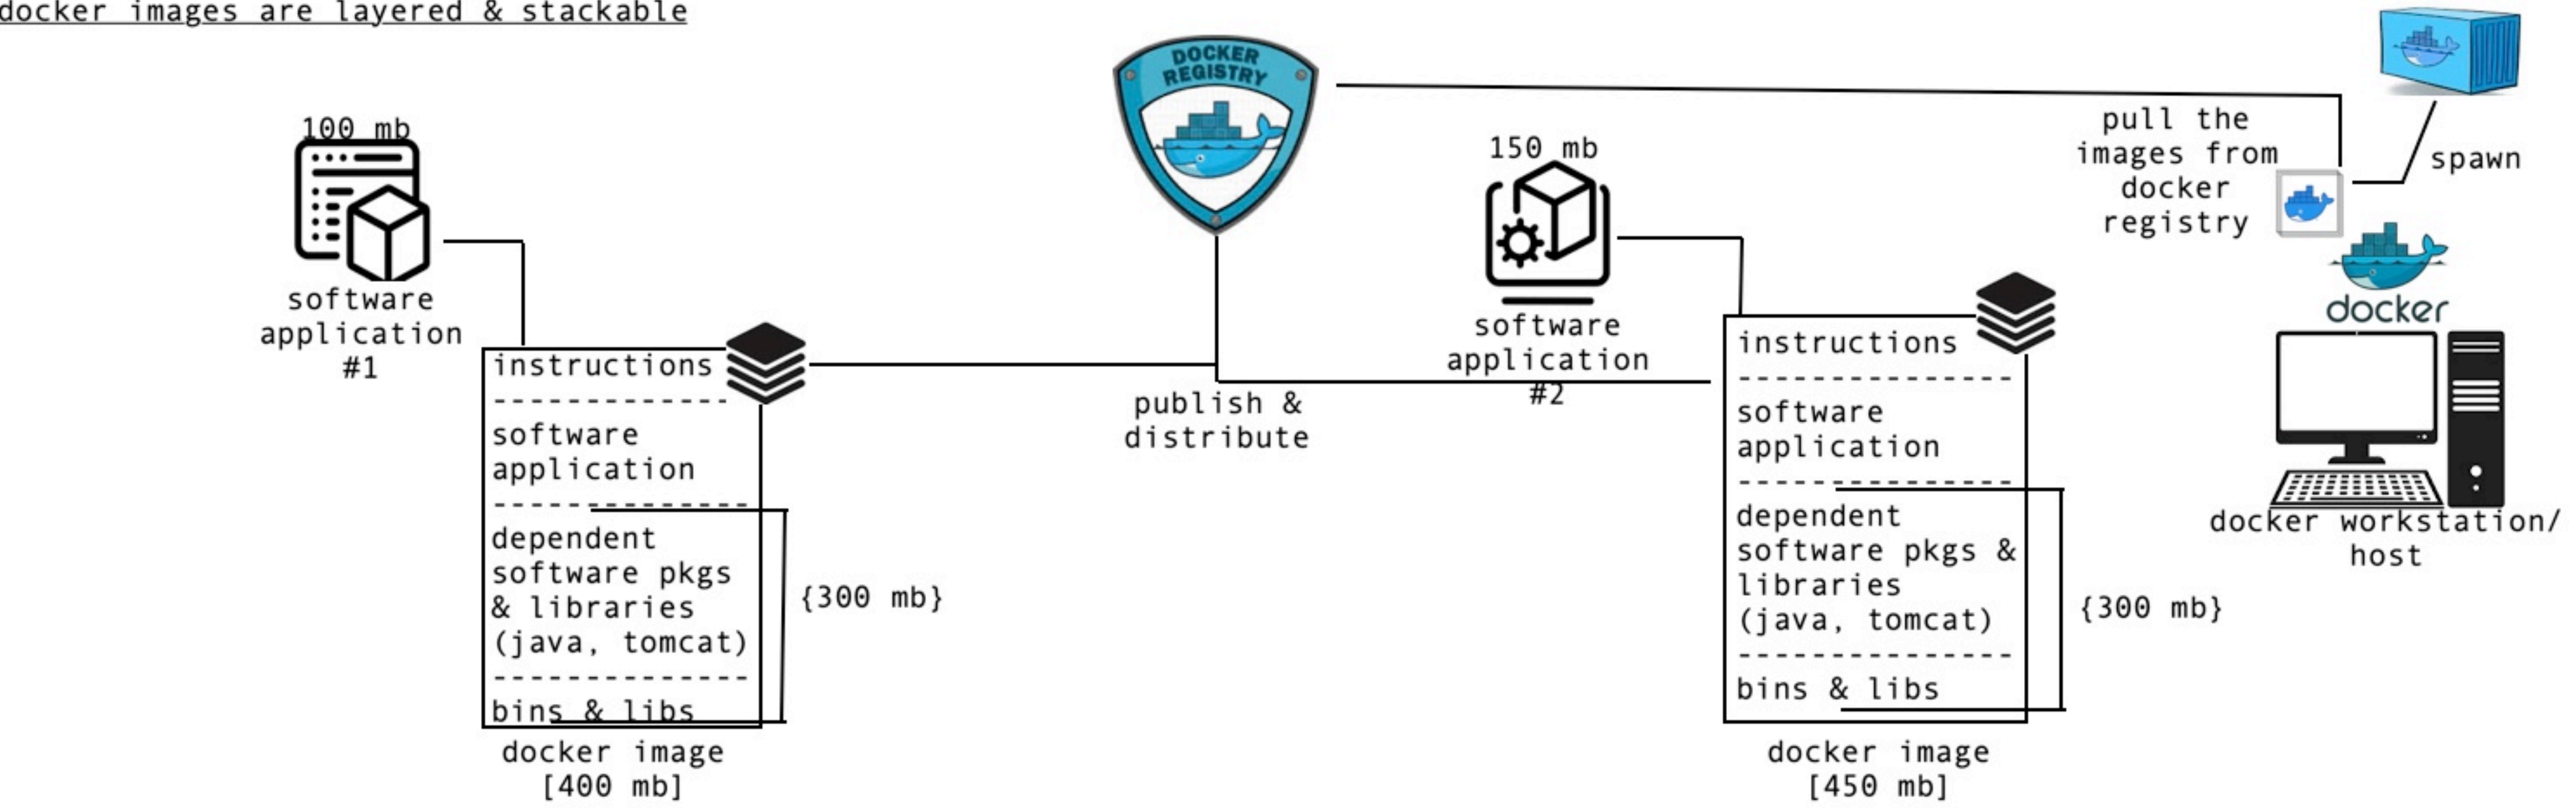 docker images are layered & stackable
DOCKER
REGISTRY
100 mb
software
application
#1
instructions
-------------
software
application
--------------
dependent
software pkgs
& libraries
(java, tomcat)
--------------
bins & libs
docker image
[400 mb]
{300 mb}
publish &
distribute
150 mb
software
application
#2
instructions
---------------
software
application
---------------
dependent
software pkgs &
libraries
(java, tomcat)
---------------
bins & libs
docker image
[450 mb]
{300 mb}
pull the
images from
docker
registry
spawn
docker
docker workstation/
host